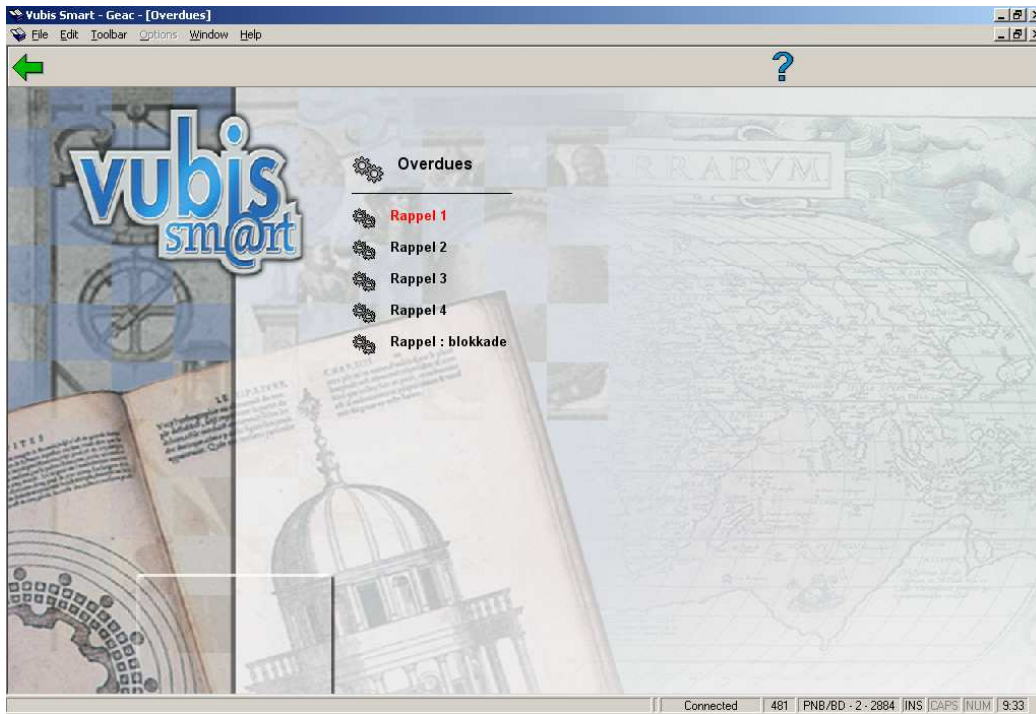 Vubis Smart - Geac - [Overdues]
File Edit Toolbar Options Window Help
?
vubis
sm@rt
Overdues
RARVM
Rappel 1
Rappel 2
Rappel 3
Rappel 4
Rappel : blokkade
Connected 481 PNB/BD - 2 - 2884 INS CAPS NUM 9:33